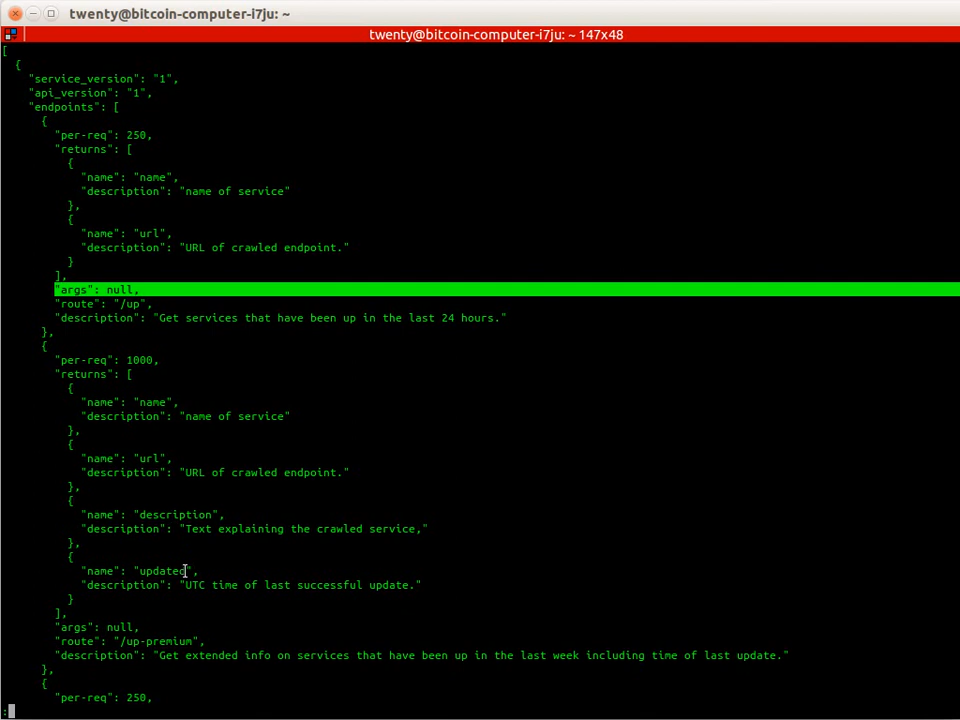 twenty@bitcoin-computer-i7ju: ~
twenty@bitcoin-computer-i7ju: ~ 147x48
[
  {
    "service_version": "1",
    "api_version": "1",
    "endpoints": [
      {
        "per-req": 250,
        "returns": [
          {
            "name": "name",
            "description": "name of service"
          },
          {
            "name": "url",
            "description": "URL of crawled endpoint."
          }
        ],
        "args": null,
        "route": "/up",
        "description": "Get services that have been up in the last 24 hours."
      },
      {
        "per-req": 1000,
        "returns": [
          {
            "name": "name",
            "description": "name of service"
          },
          {
            "name": "url",
            "description": "URL of crawled endpoint."
          },
          {
            "name": "description",
            "description": "Text explaining the crawled service,"
          },
          {
            "name": "updated",
            "description": "UTC time of last successful update."
          }
        ],
        "args": null,
        "route": "/up-premium",
        "description": "Get extended info on services that have been up in the last week including time of last update."
      },
      {
        "per-req": 250,
: